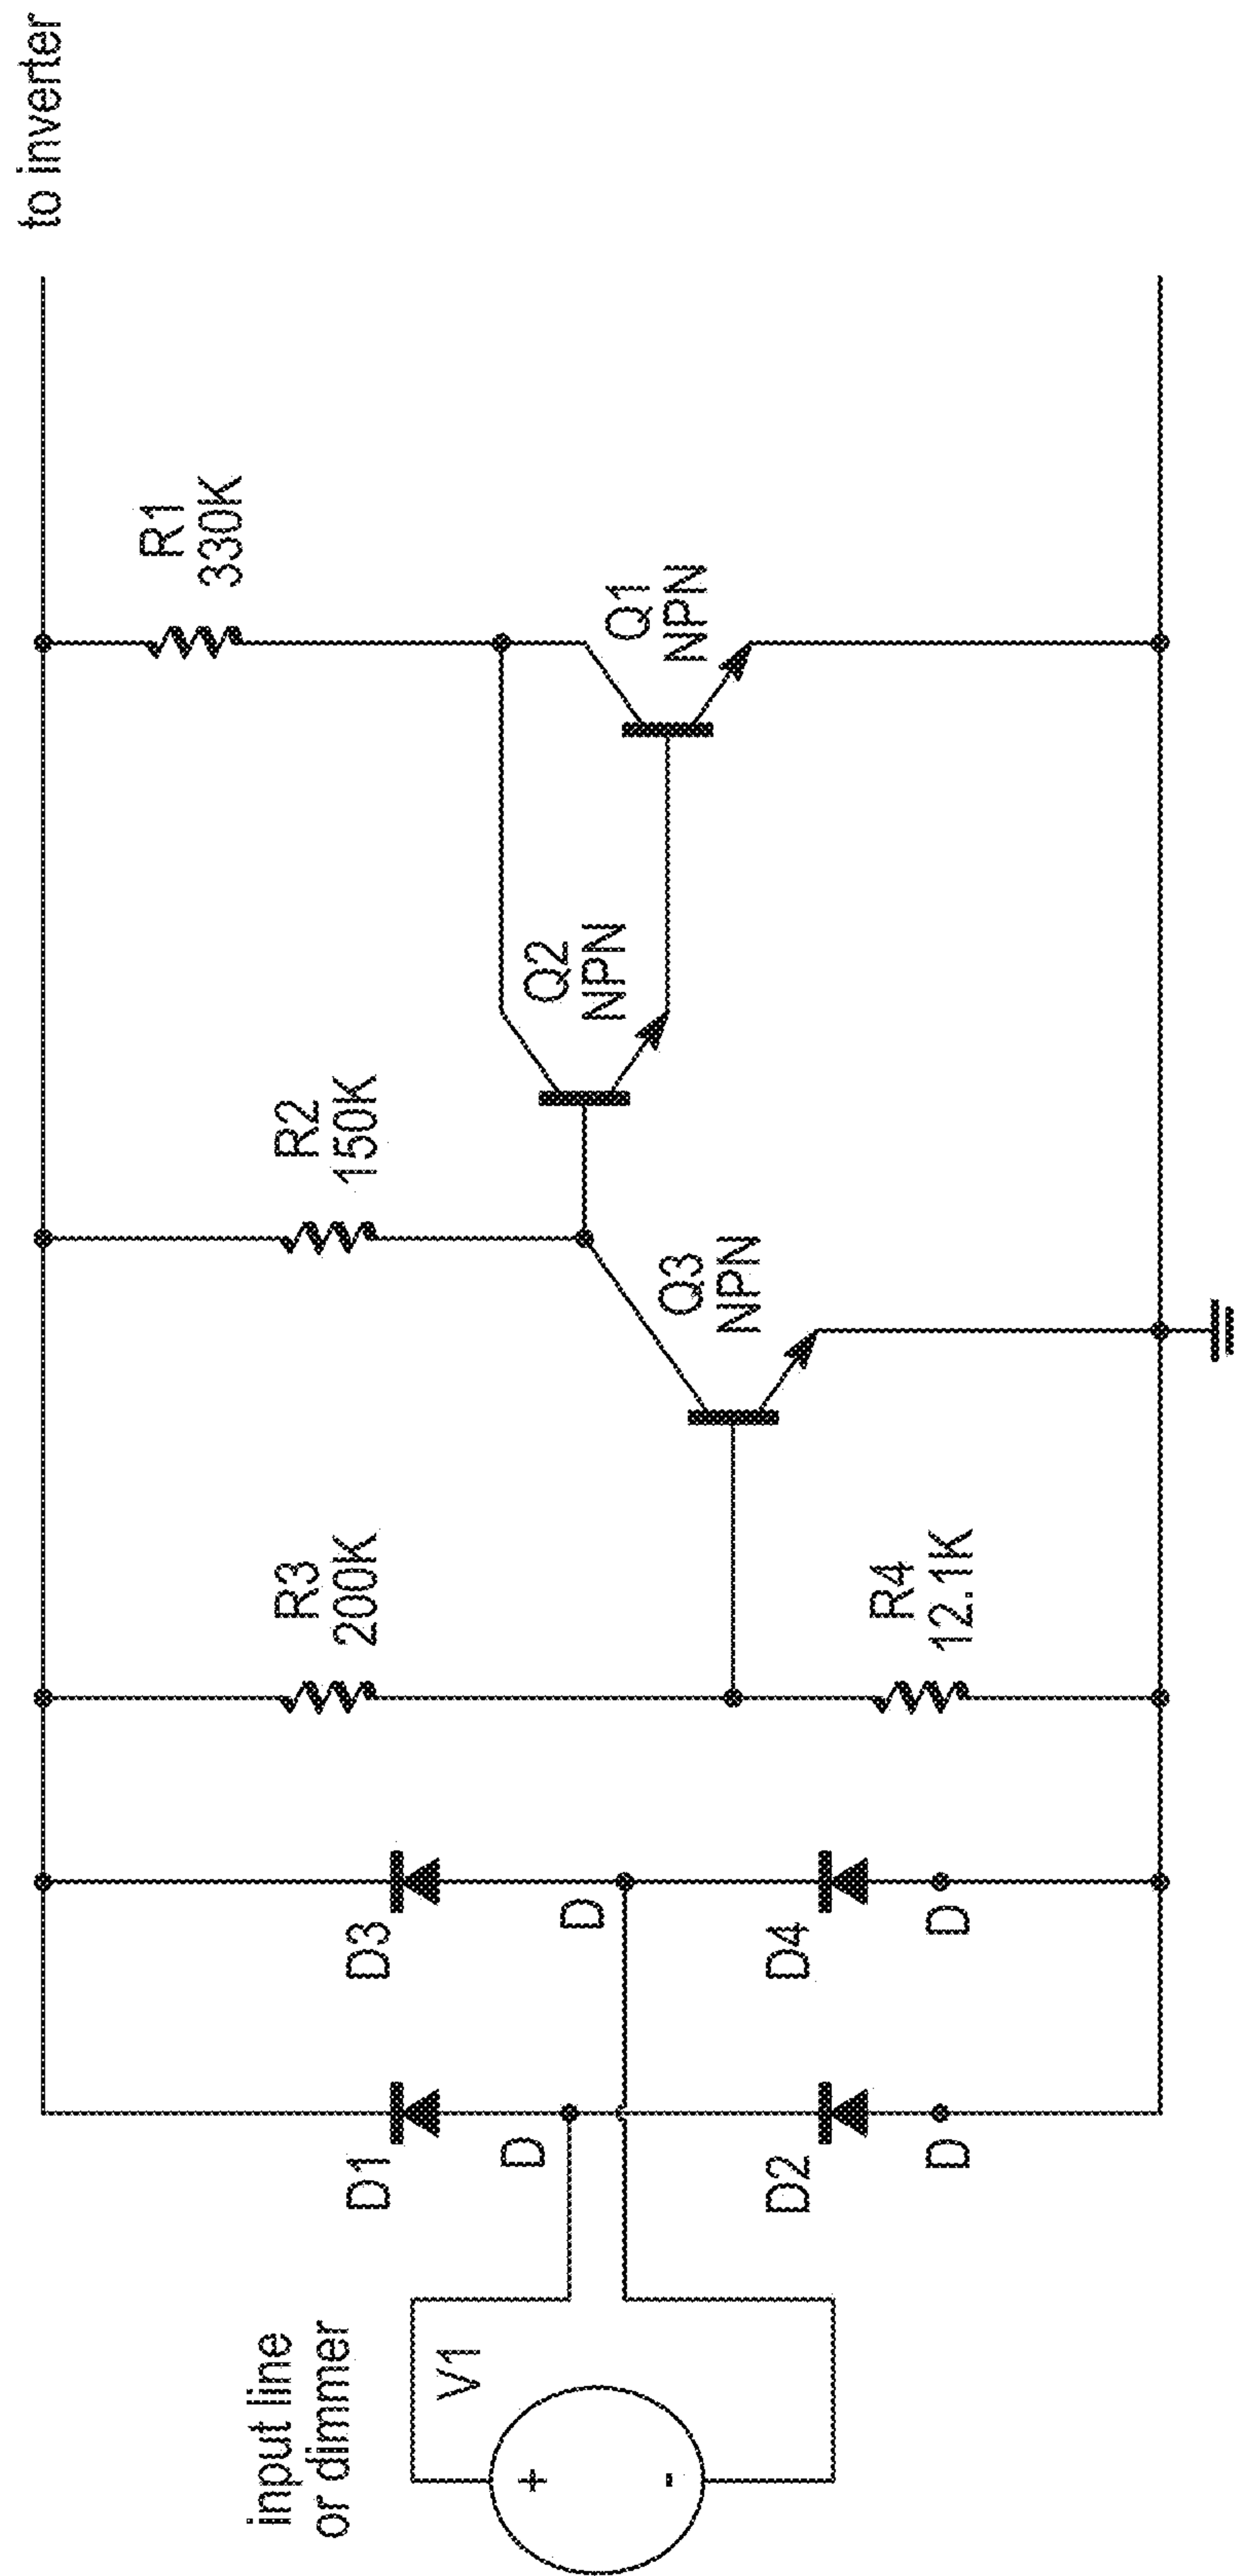 input line
or dimmer
V1
+
-
D1
D
D2
D
D3
D
D4
D
R3
200K
R4
12.1K
R2
150K
Q3
NPN
Q2
NPN
R1
330K
Q1
NPN
to inverter